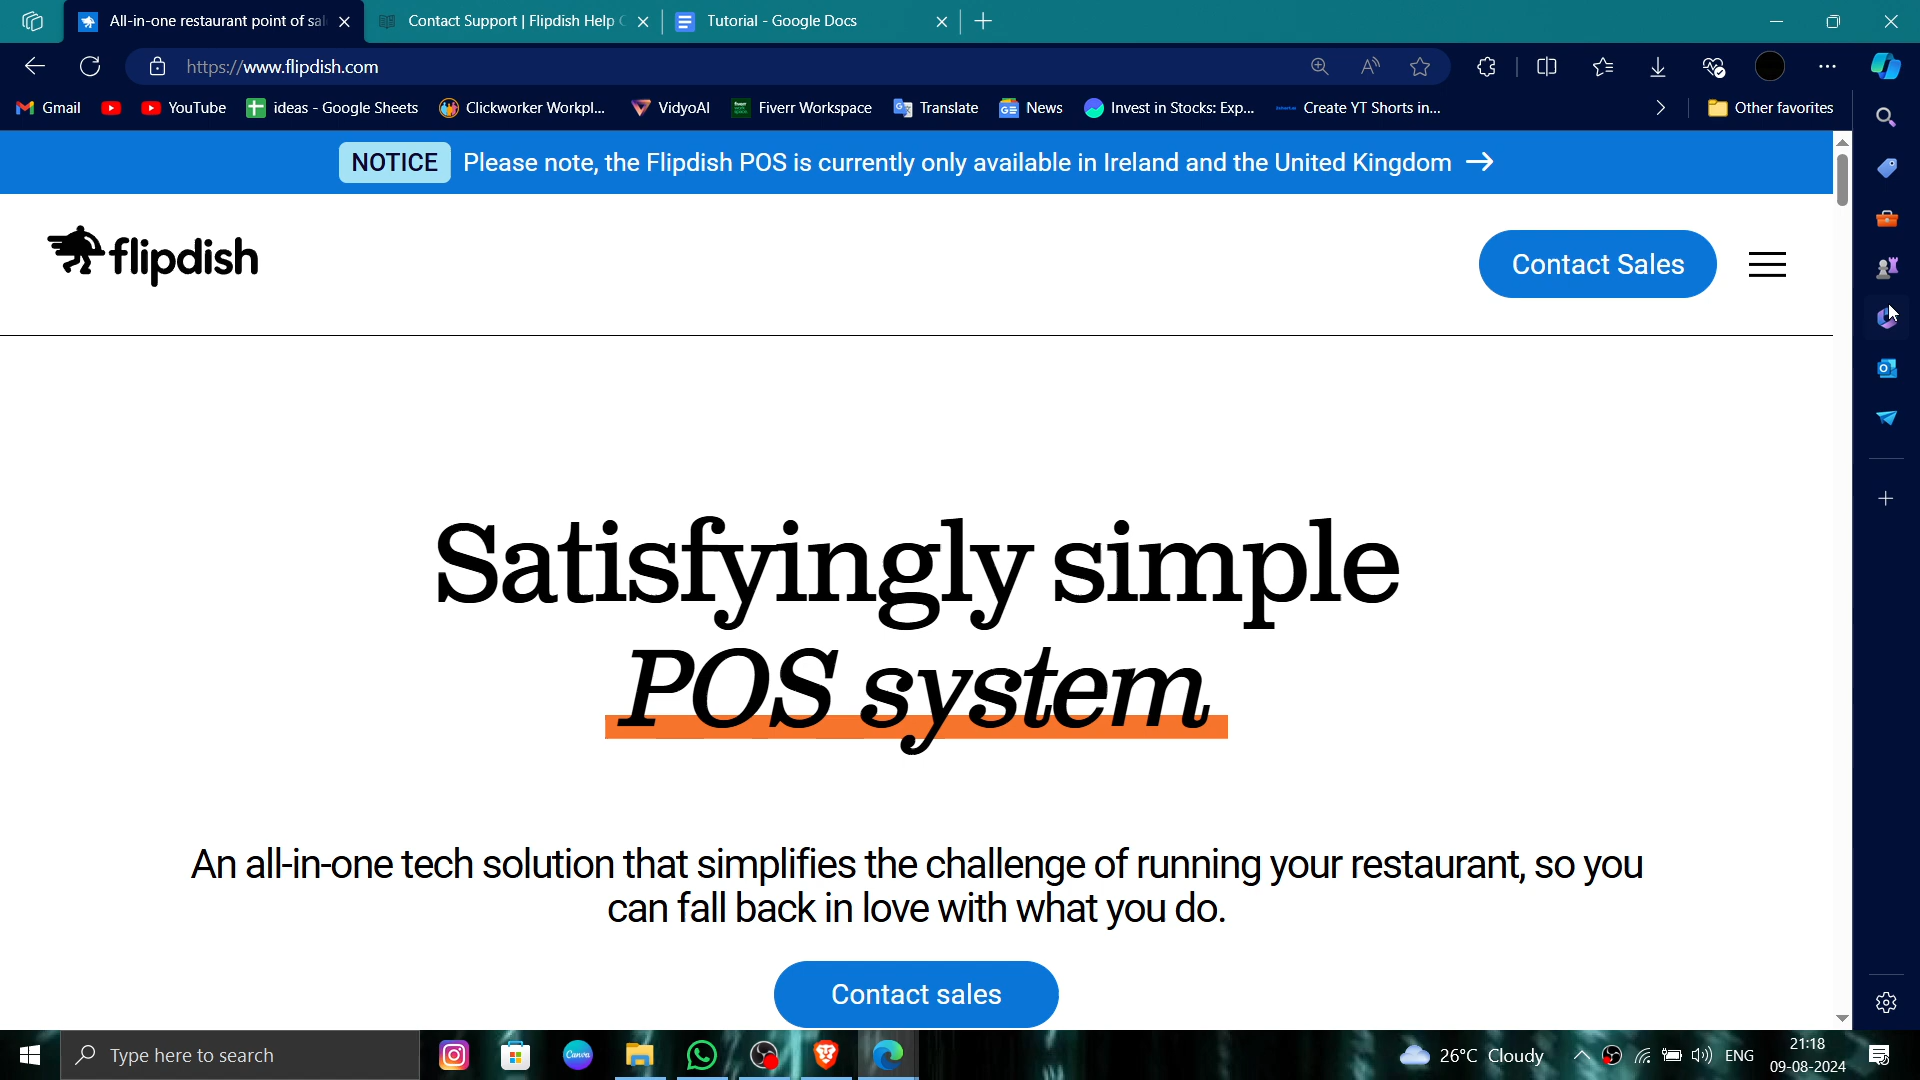 All-in-one restaurant point of sal
Contact Support | Flipdish Help C
Tutorial - Google Docs
https://www.flipdish.com
Gmail
YouTube
ideas - Google Sheets
Clickworker Workpl...
VidyoAI
Fiverr Workspace
Translate
News
Invest in Stocks: Exp...
Create YT Shorts in...
Other favorites
NOTICE Please note, the Flipdish POS is currently only available in Ireland and the United Kingdom →
flipdish
Contact Sales
Satisfyingly simple
POS system
An all-in-one tech solution that simplifies the challenge of running your restaurant, so you
can fall back in love with what you do.
Contact sales
Type here to search
Canva
26°C Cloudy
ENG
21:18
09-08-2024